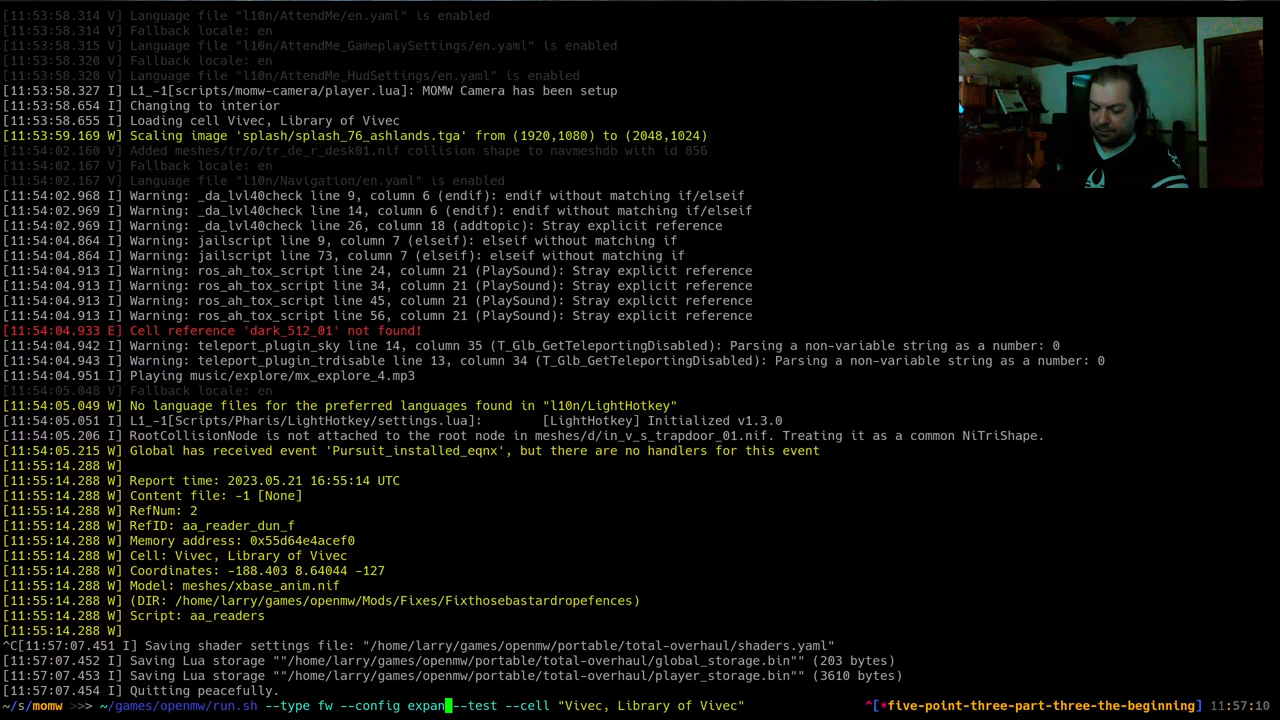 [11:53:58.314 V] Language file "l10n/AttendMe/en.yaml" is enabled
[11:53:58.314 V] Fallback locale: en
[11:53:58.315 V] Language file "l10n/AttendMe_GameplaySettings/en.yaml" is enabled
[11:53:58.320 V] Fallback locale: en
[11:53:58.320 V] Language file "l10n/AttendMe_HudSettings/en.yaml" is enabled
[11:53:58.327 I] L1_-1[scripts/momw-camera/player.lua]: MOMW Camera has been setup
[11:53:58.654 I] Changing to interior
[11:53:58.655 I] Loading cell Vivec, Library of Vivec
[11:53:59.169 W] Scaling image 'splash/splash_76_ashlands.tga' from (1920,1080) to (2048,1024)
[11:54:02.160 V] Added meshes/tr/o/tr_de_r_desk01.nif collision shape to navmeshdb with id 856
[11:54:02.167 V] Fallback locale: en
[11:54:02.167 V] Language file "l10n/Navigation/en.yaml" is enabled
[11:54:02.968 I] Warning: _da_lvl40check line 9, column 6 (endif): endif without matching if/elseif
[11:54:02.969 I] Warning: _da_lvl40check line 14, column 6 (endif): endif without matching if/elseif
[11:54:02.969 I] Warning: _da_lvl40check line 26, column 18 (addtopic): Stray explicit reference
[11:54:04.864 I] Warning: jailscript line 9, column 7 (elseif): elseif without matching if
[11:54:04.864 I] Warning: jailscript line 73, column 7 (elseif): elseif without matching if
[11:54:04.913 I] Warning: ros_ah_tox_script line 24, column 21 (PlaySound): Stray explicit reference
[11:54:04.913 I] Warning: ros_ah_tox_script line 34, column 21 (PlaySound): Stray explicit reference
[11:54:04.913 I] Warning: ros_ah_tox_script line 45, column 21 (PlaySound): Stray explicit reference
[11:54:04.913 I] Warning: ros_ah_tox_script line 56, column 21 (PlaySound): Stray explicit reference
[11:54:04.933 E] Cell reference 'dark_512_01' not found!
[11:54:04.942 I] Warning: teleport_plugin_sky line 14, column 35 (T_Glb_GetTeleportingDisabled): Parsing a non-variable string as a number: 0
[11:54:04.943 I] Warning: teleport_plugin_trdisable line 13, column 34 (T_Glb_GetTeleportingDisabled): Parsing a non-variable string as a number: 0
[11:54:04.951 I] Playing music/explore/mx_explore_4.mp3
[11:54:05.048 V] Fallback locale: en
[11:54:05.049 W] No language files for the preferred languages found in "l10n/LightHotkey"
[11:54:05.051 I] L1_-1[Scripts/Pharis/LightHotkey/settings.lua]: [LightHotkey] Initialized v1.3.0
[11:54:05.206 I] RootCollisionNode is not attached to the root node in meshes/d/in_v_s_trapdoor_01.nif. Treating it as a common NiTriShape.
[11:54:05.215 W] Global has received event 'Pursuit_installed_eqnx', but there are no handlers for this event
[11:55:14.288 W]
[11:55:14.288 W] Report time: 2023.05.21 16:55:14 UTC
[11:55:14.288 W] Content file: -1 [None]
[11:55:14.288 W] RefNum: 2
[11:55:14.288 W] RefID: aa_reader_dun_f
[11:55:14.288 W] Memory address: 0x55d64e4acef0
[11:55:14.288 W] Cell: Vivec, Library of Vivec
[11:55:14.288 W] Coordinates: -188.403 8.64044 -127
[11:55:14.288 W] Model: meshes/xbase_anim.nif
[11:55:14.288 W] (DIR: /home/larry/games/openmw/Mods/Fixes/Fixthosebastardropefences)
[11:55:14.288 W] Script: aa_readers
[11:55:14.288 W]
^C[11:57:07.451 I] Saving shader settings file: "/home/larry/games/openmw/portable/total-overhaul/shaders.yaml"
[11:57:07.452 I] Saving Lua storage ""/home/larry/games/openmw/portable/total-overhaul/global_storage.bin"" (203 bytes)
[11:57:07.453 I] Saving Lua storage ""/home/larry/games/openmw/portable/total-overhaul/player_storage.bin"" (3610 bytes)
[11:57:07.454 I] Quitting peacefully.
~/s/momw >>> ~/games/openmw/run.sh --type fw --config expan --test --cell "Vivec, Library of Vivec" ^[*five-point-three-part-three-the-beginning] 11:57:10